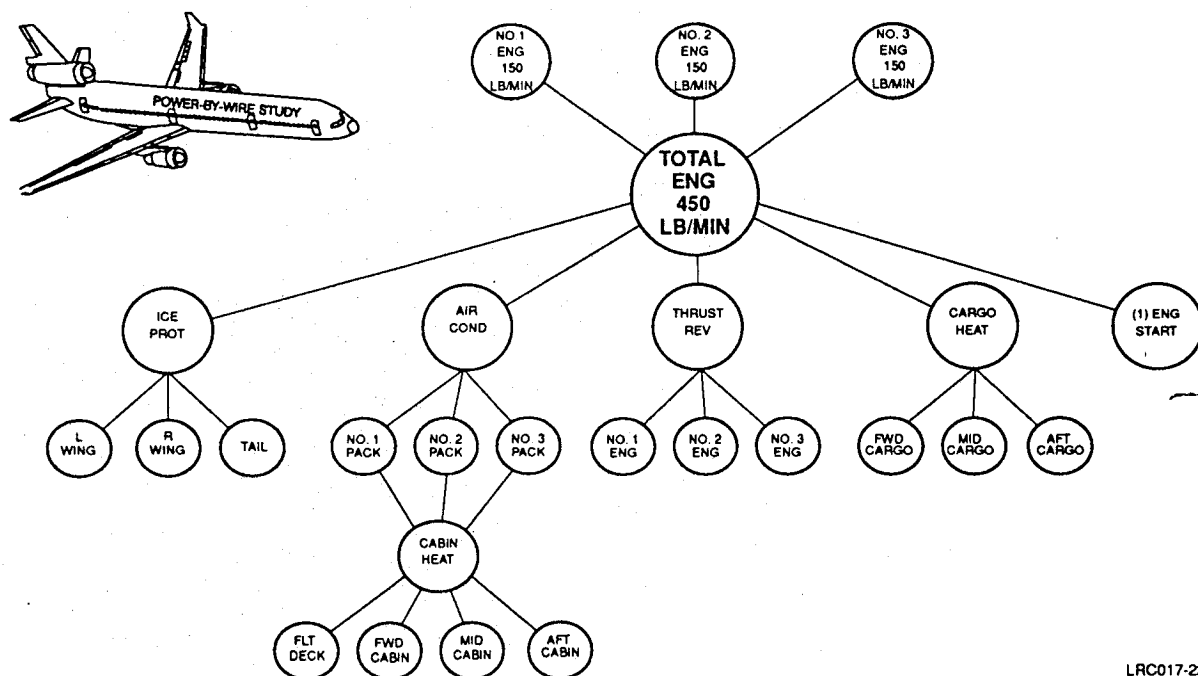 POWER-BY-WIRE STUDY
NO. 1
ENG
150
LB/MIN
NO. 2
ENG
150
LB/MIN
NO. 3
ENG
150
LB/MIN
TOTAL
ENG
450
LB/MIN
ICE
PROT
AIR
COND
THRUST
REV
CARGO
HEAT
(1) ENG
START
L
WING
R
WING
TAIL
NO. 1
PACK
NO. 2
PACK
NO. 3
PACK
NO. 1
ENG
NO. 2
ENG
NO. 3
ENG
FWD
CARGO
MID
CARGO
AFT
CARGO
CABIN
HEAT
FLT
DECK
FWD
CABIN
MID
CABIN
AFT
CABIN
LRC017-2